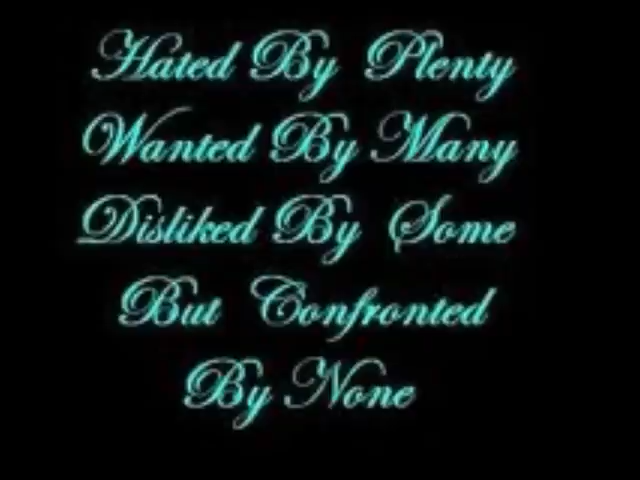 Hated By Plenty
Wanted By Many
Disliked By Some
But Confronted
By None